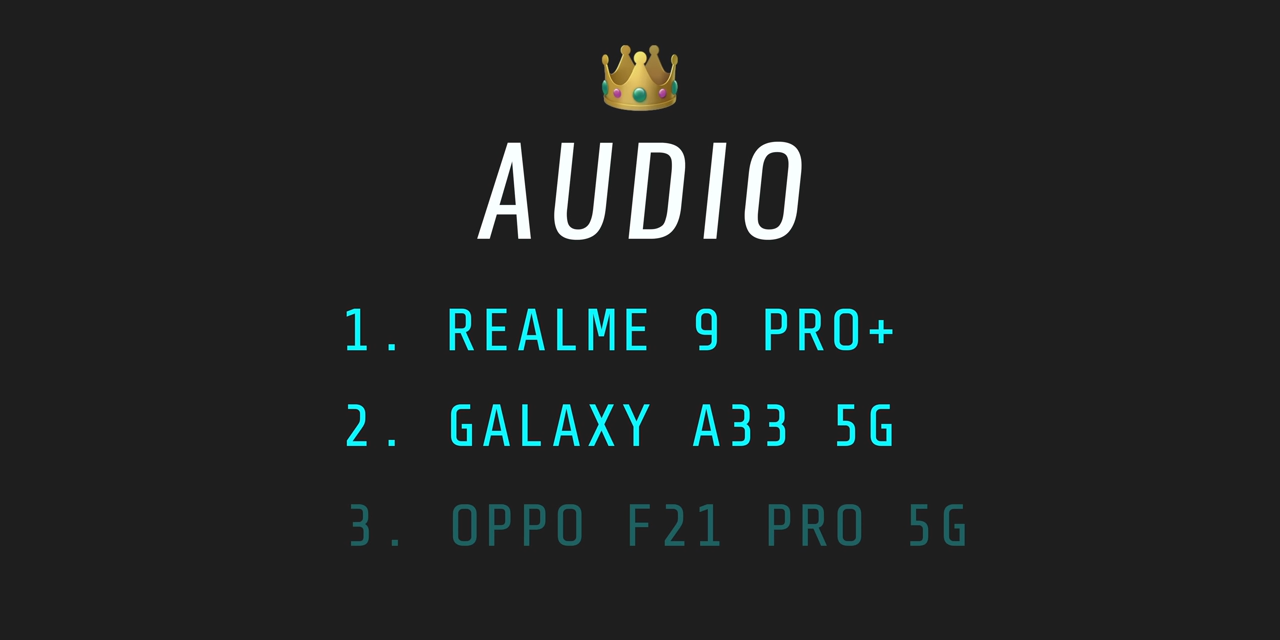 AUDIO
1. REALME 9 PRO+
2. GALAXY A33 5G
3. OPPO F21 PRO 5G